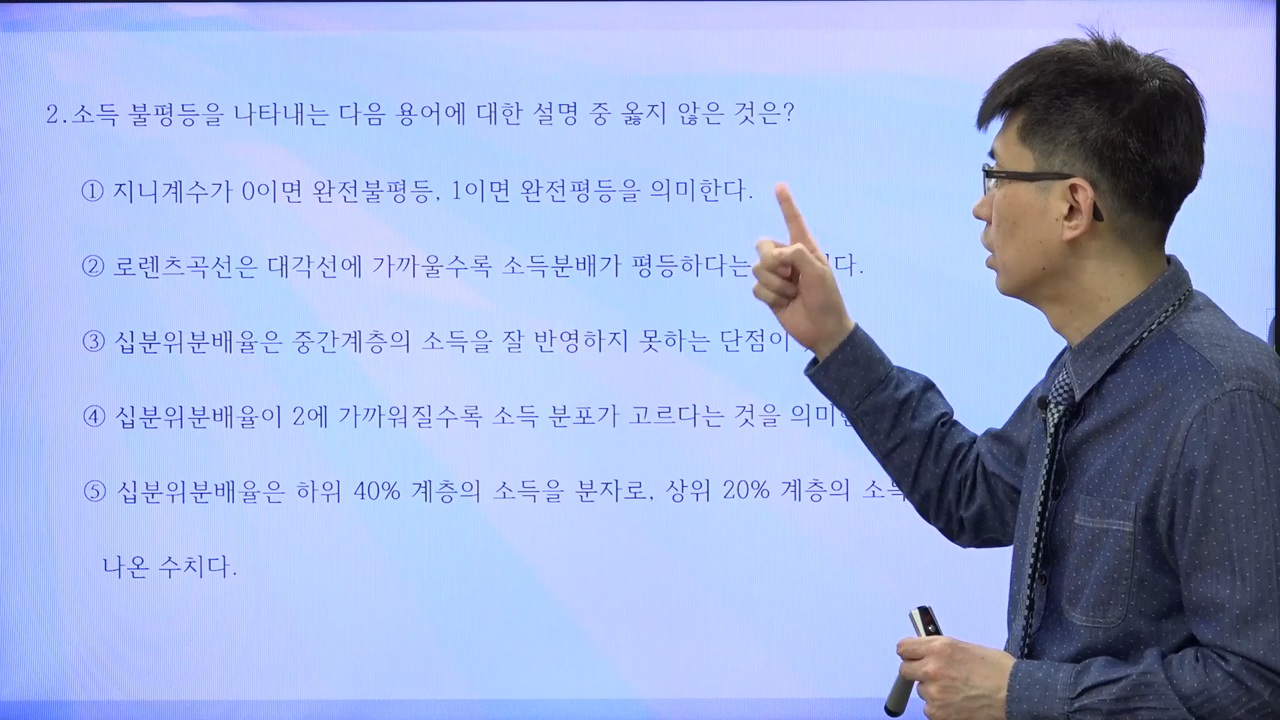 2.소득 불평등을 나타내는 다음 용어에 대한 설명 중 옳지 않은 것은?
① 지니계수가 0이면 완전불평등, 1이면 완전평등을 의미한다.
② 로렌츠곡선은 대각선에 가까울수록 소득분배가 평등하다는
③ 십분위분배율은 중간계층의 소득을 잘 반영하지 못하는 단점이
④ 십분위분배율이 2에 가까워질수록 소득 분포가 고르다는 것을
⑤ 십분위분배율은 하위 40% 계층의 소득을 분자로, 상위 20% 계층의
나온 수치다.